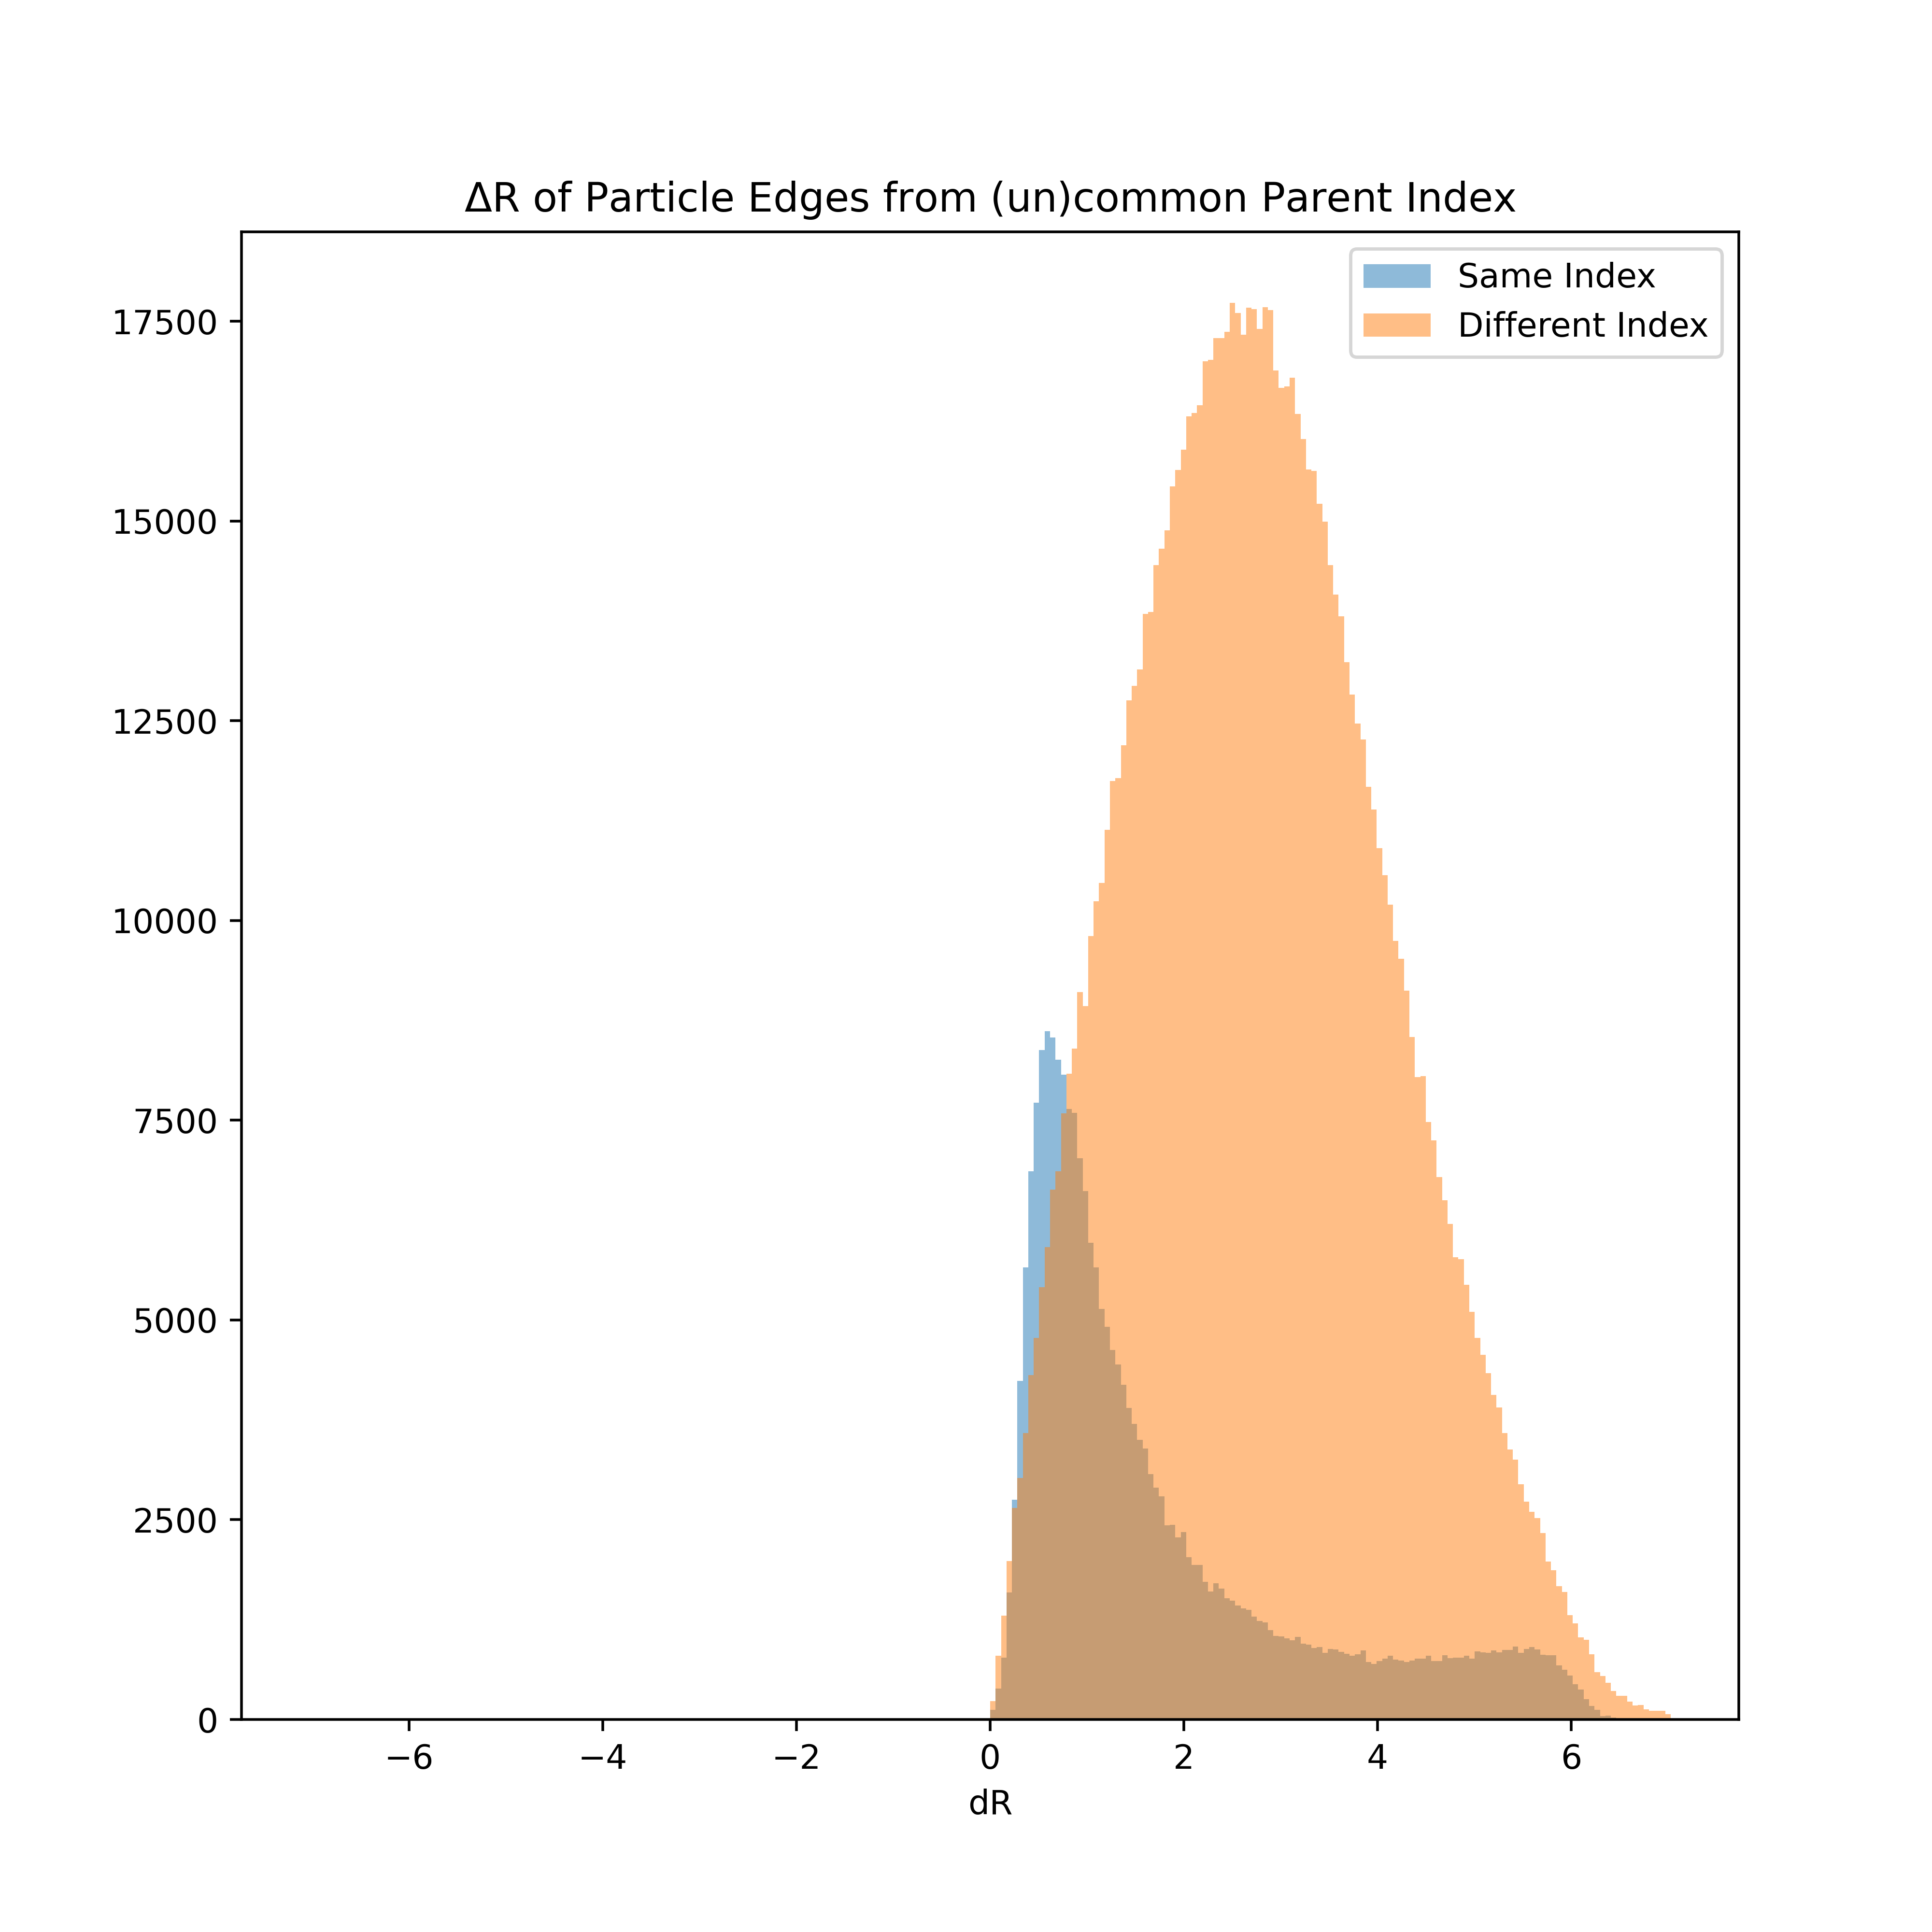 ΔR of Particle Edges from (un)common Parent Index
Same Index
Different Index
17500
15000
12500
10000
7500
5000
2500
0
−6 −4 −2 0 2 4 6
dR